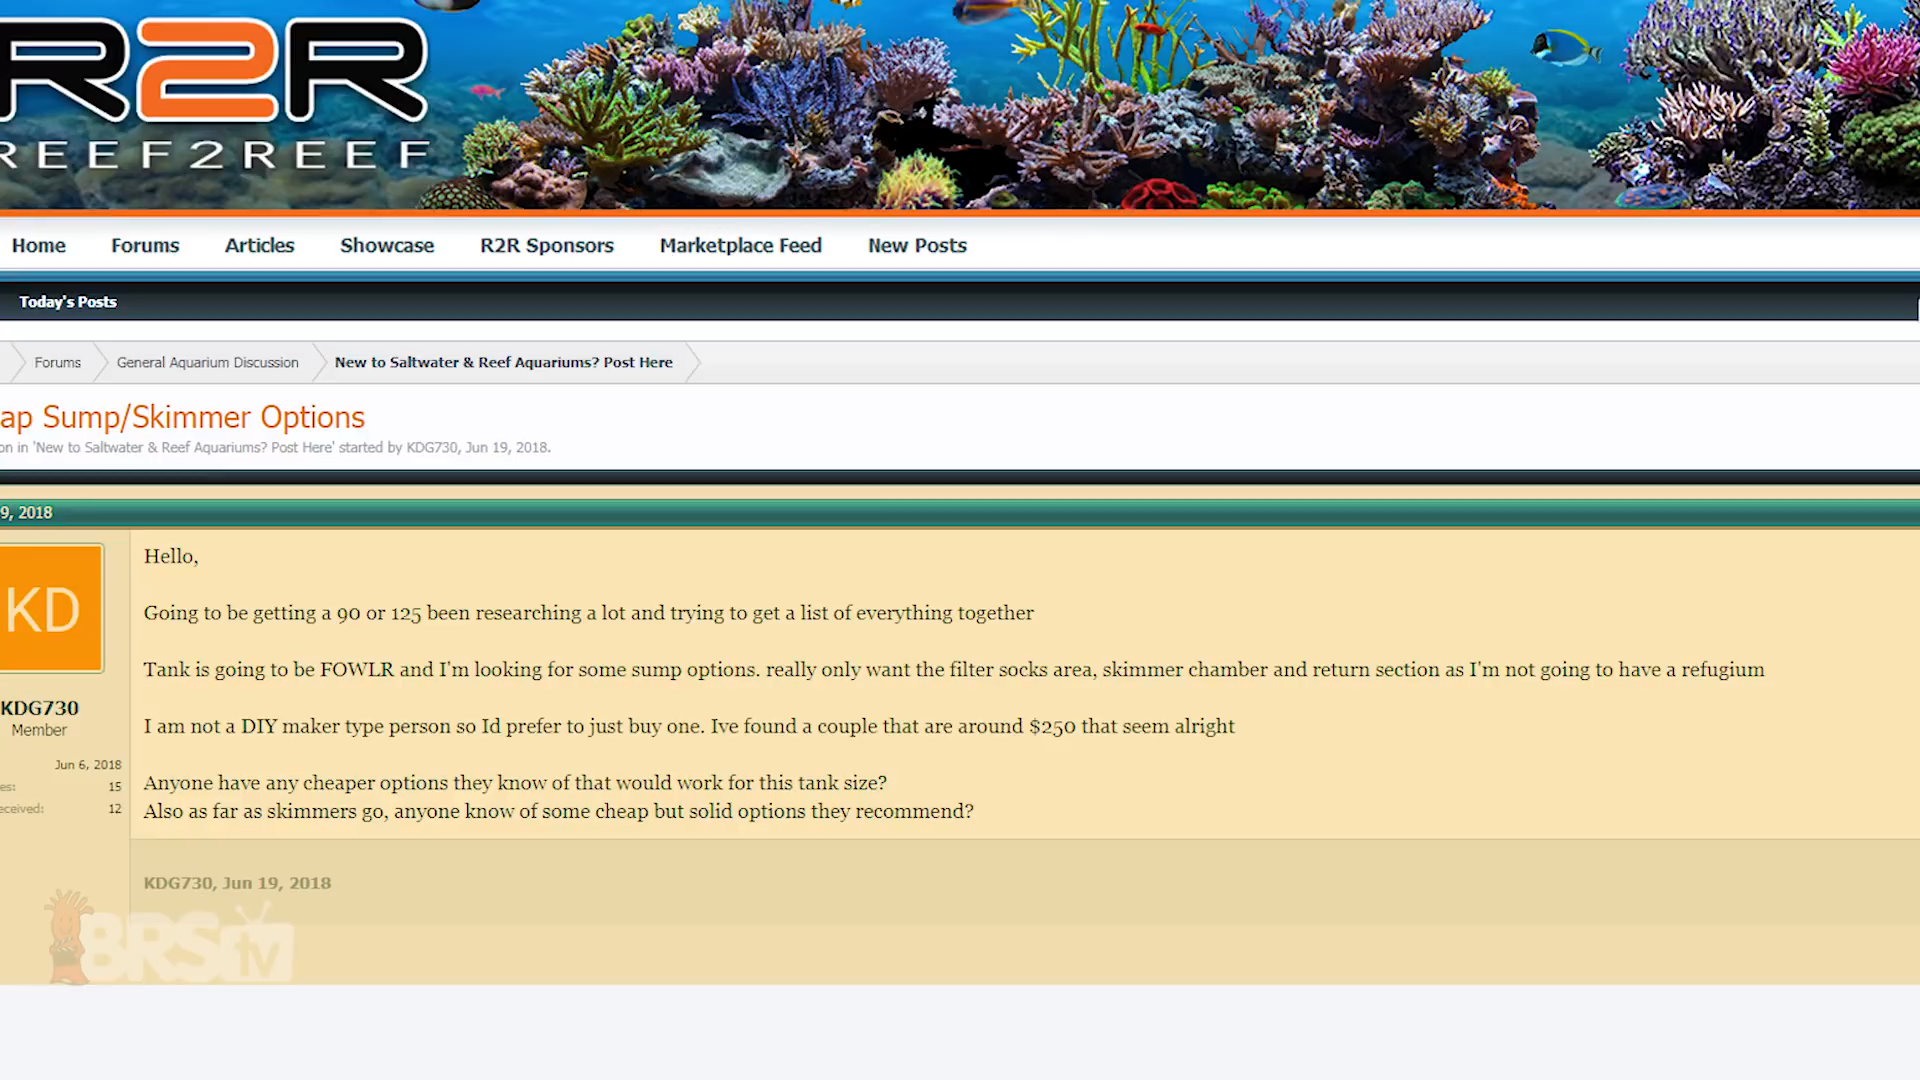 R2R
REEF2REEF
Home Forums Articles Showcase R2R Sponsors Marketplace Feed New Posts
Today's Posts
Forums General Aquarium Discussion New to Saltwater & Reef Aquariums? Post Here
ap Sump/Skimmer Options
on in 'New to Saltwater & Reef Aquariums? Post Here' started by KDG730, Jun 19, 2018.
9, 2018
KD
KDG730
Member
Jun 6, 2018
es: 15
eceived: 12
Hello,
Going to be getting a 90 or 125 been researching a lot and trying to get a list of everything together
Tank is going to be FOWLR and I'm looking for some sump options. really only want the filter socks area, skimmer chamber and return section as I'm not going to have a refugium
I am not a DIY maker type person so Id prefer to just buy one. Ive found a couple that are around $250 that seem alright
Anyone have any cheaper options they know of that would work for this tank size?
Also as far as skimmers go, anyone know of some cheap but solid options they recommend?
KDG730, Jun 19, 2018
BRStv